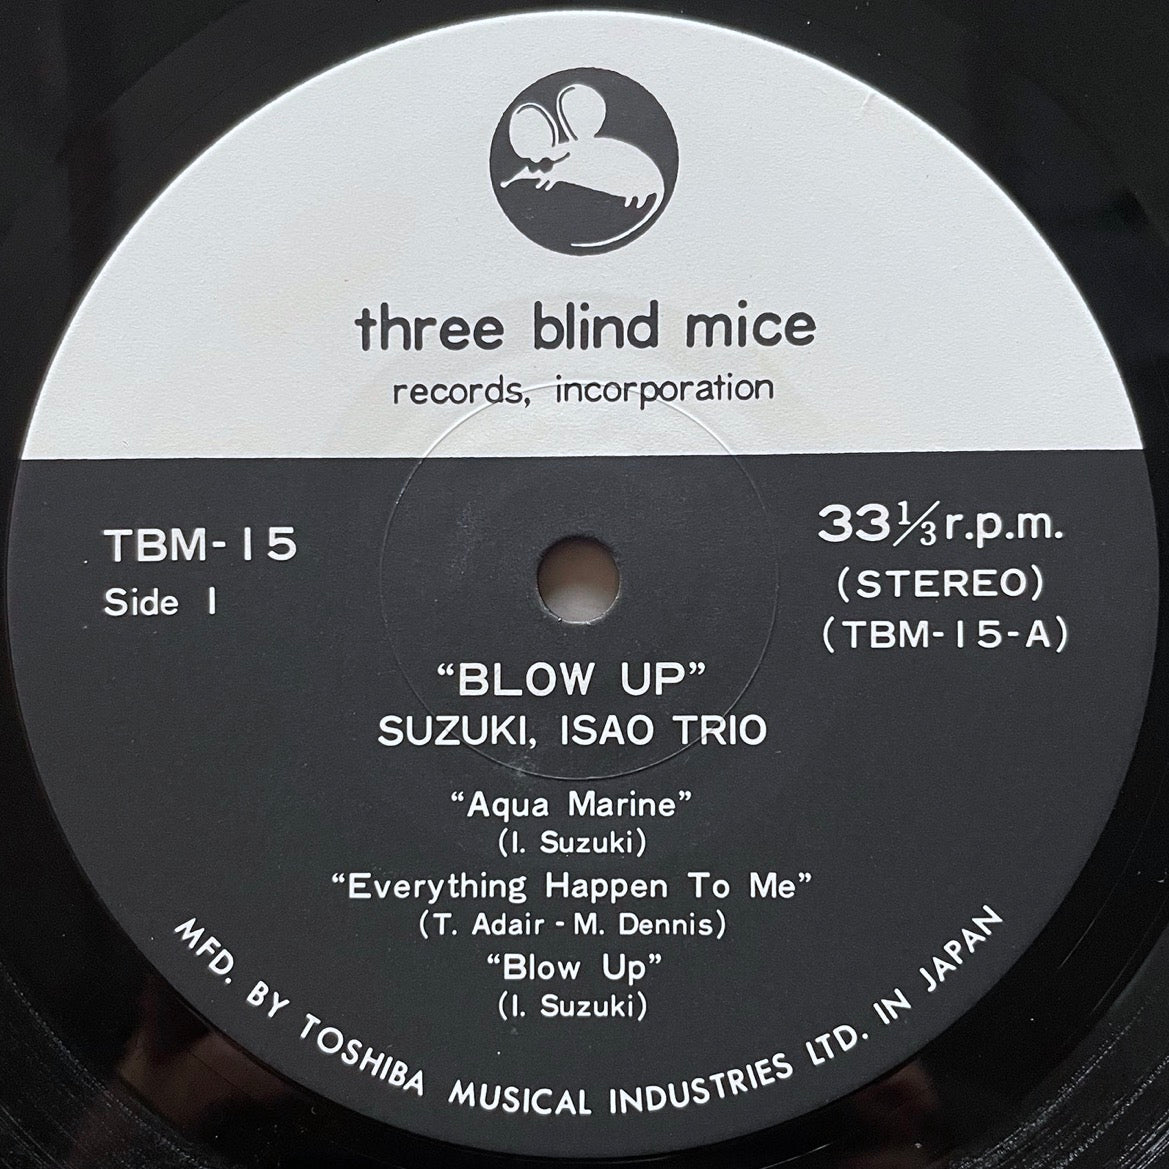 three blind mice
records, incorporation
TBM-15
Side 1
33⅓ r.p.m.
(STEREO)
(TBM-15-A)
“BLOW UP”
SUZUKI, ISAO TRIO
“Aqua Marine”
(I. Suzuki)
“Everything Happen To Me”
(T. Adair - M. Dennis)
“Blow Up”
(I. Suzuki)
MFD. BY TOSHIBA MUSICAL INDUSTRIES LTD. IN JAPAN